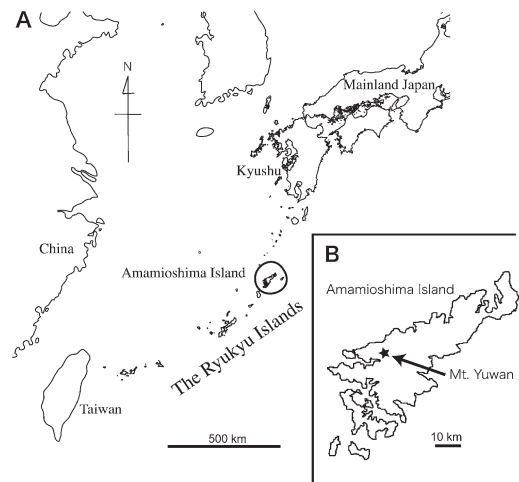 A
N
Mainland Japan
Kyushu
China
Amamioshima Island
The Ryukyu Islands
Taiwan
500 km
B
Amamioshima Island
Mt. Yuwan
10 km